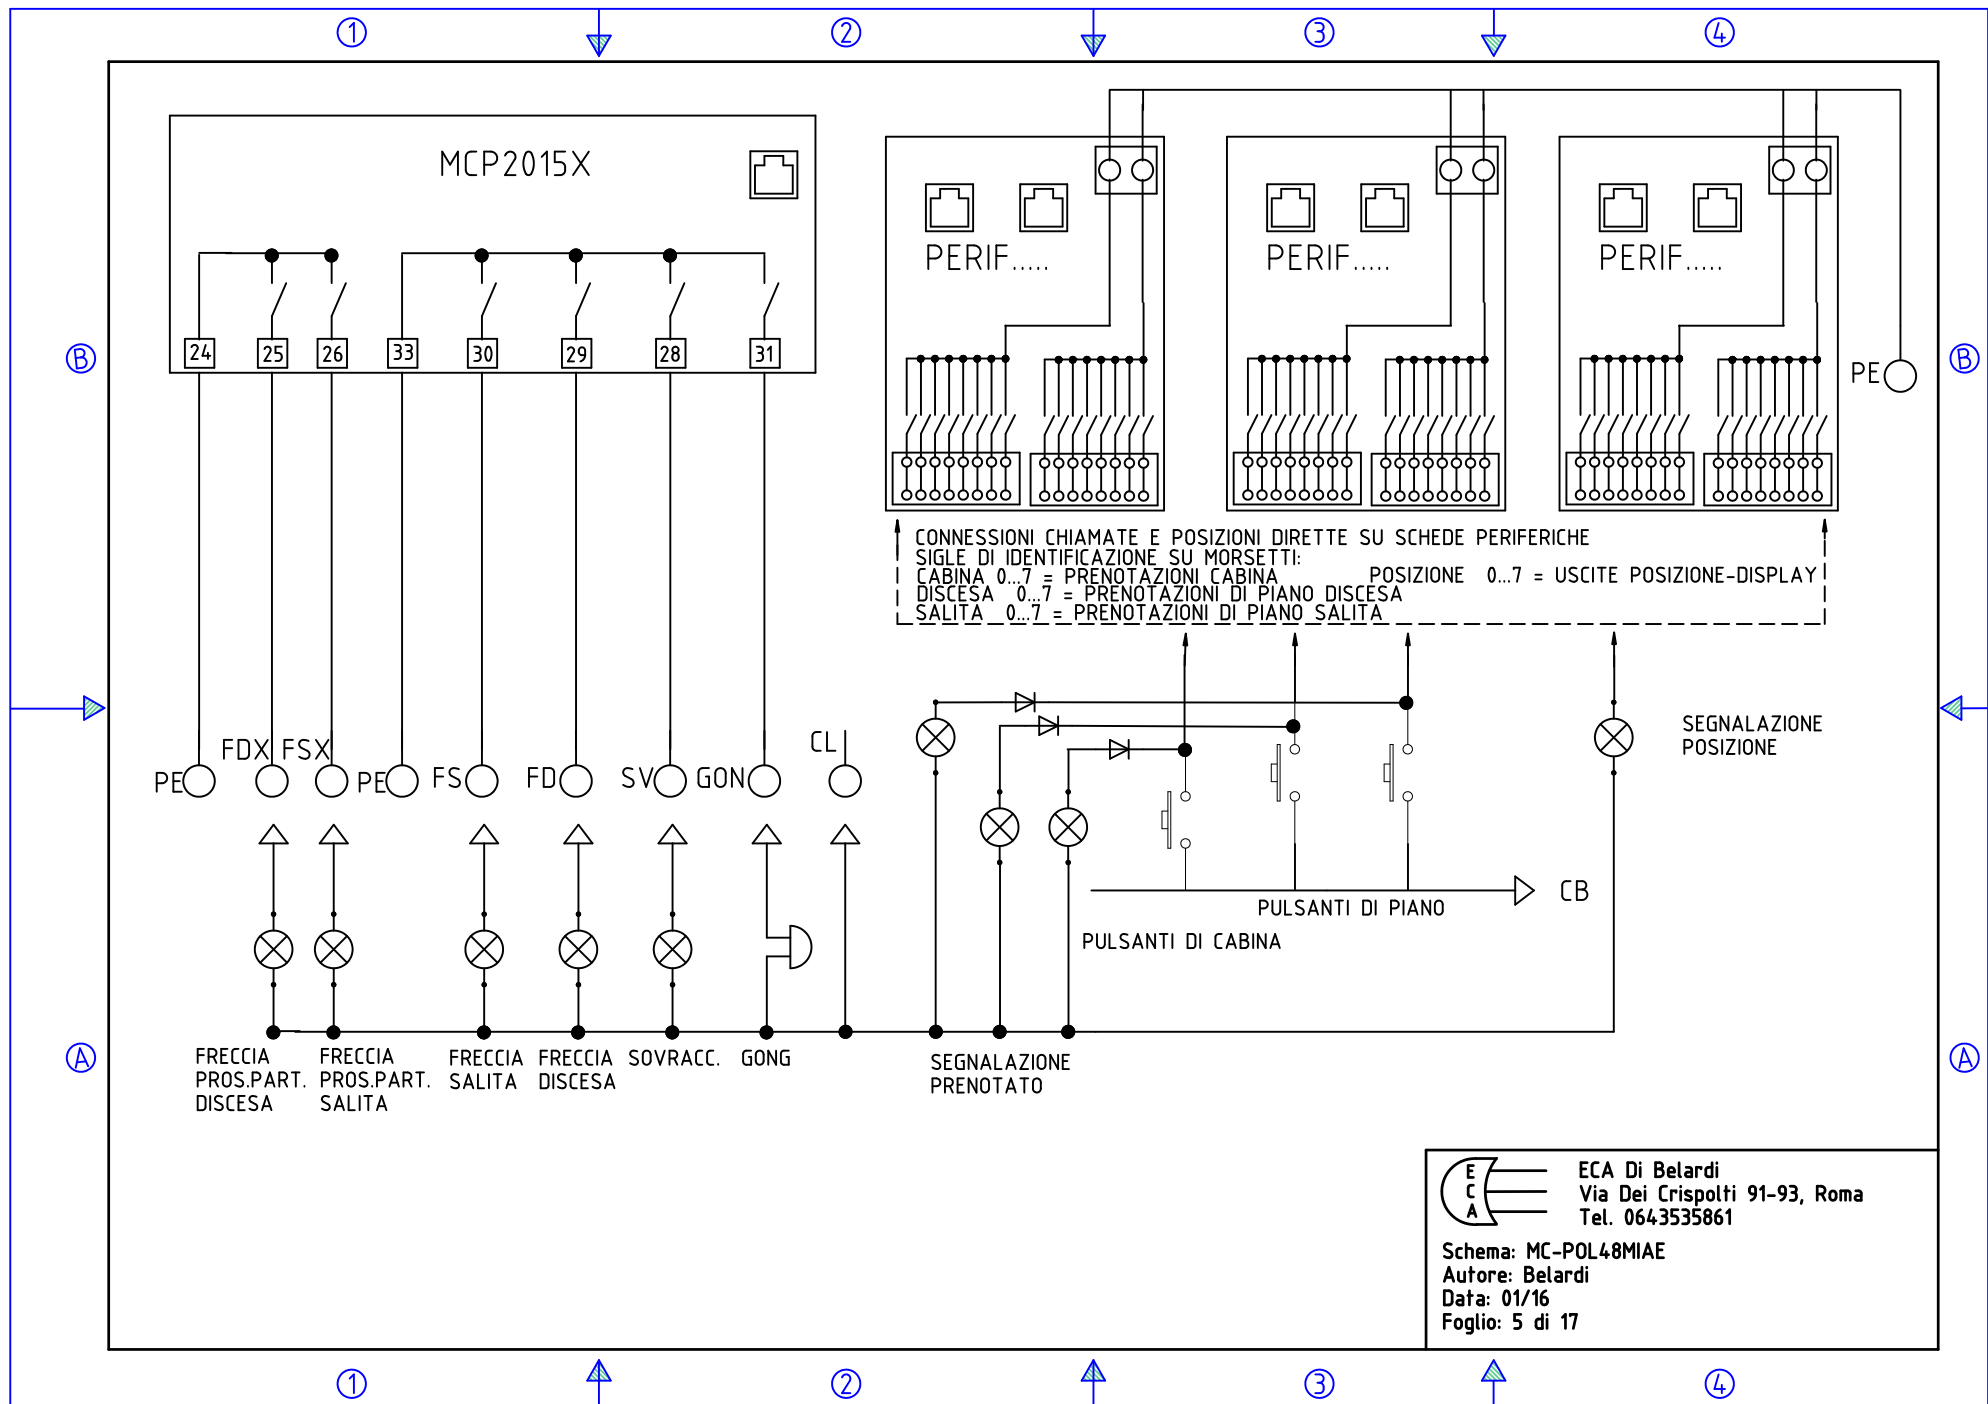 1 2 3 4
MCP2015X
PERIF..... PERIF..... PERIF.....
24 25 26 33 30 29 28 31
B B
PE
CONNESSIONI CHIAMATE E POSIZIONI DIRETTE SU SCHEDE PERIFERICHE
SIGLE DI IDENTIFICAZIONE SU MORSETTI:
CABINA 0...7 = PRENOTAZIONI CABINA POSIZIONE 0...7 = USCITE POSIZIONE-DISPLAY
DISCESA 0...7 = PRENOTAZIONI DI PIANO DISCESA
SALITA 0...7 = PRENOTAZIONI DI PIANO SALITA
SEGNALAZIONE
POSIZIONE
PE FDX FSX PE FS FD SV GON CL
CB
PULSANTI DI PIANO
PULSANTI DI CABINA
A A
FRECCIA
PROS.PART.
DISCESA
FRECCIA
PROS.PART.
SALITA
FRECCIA
SALITA
FRECCIA
DISCESA
SOVRACC.
GONG
SEGNALAZIONE
PRENOTATO
E
C
A
ECA Di Belardi
Via Dei Crispolti 91-93, Roma
Tel. 0643535861
Schema: MC-POL48MIAE
Autore: Belardi
Data: 01/16
Foglio: 5 di 17
1 2 3 4